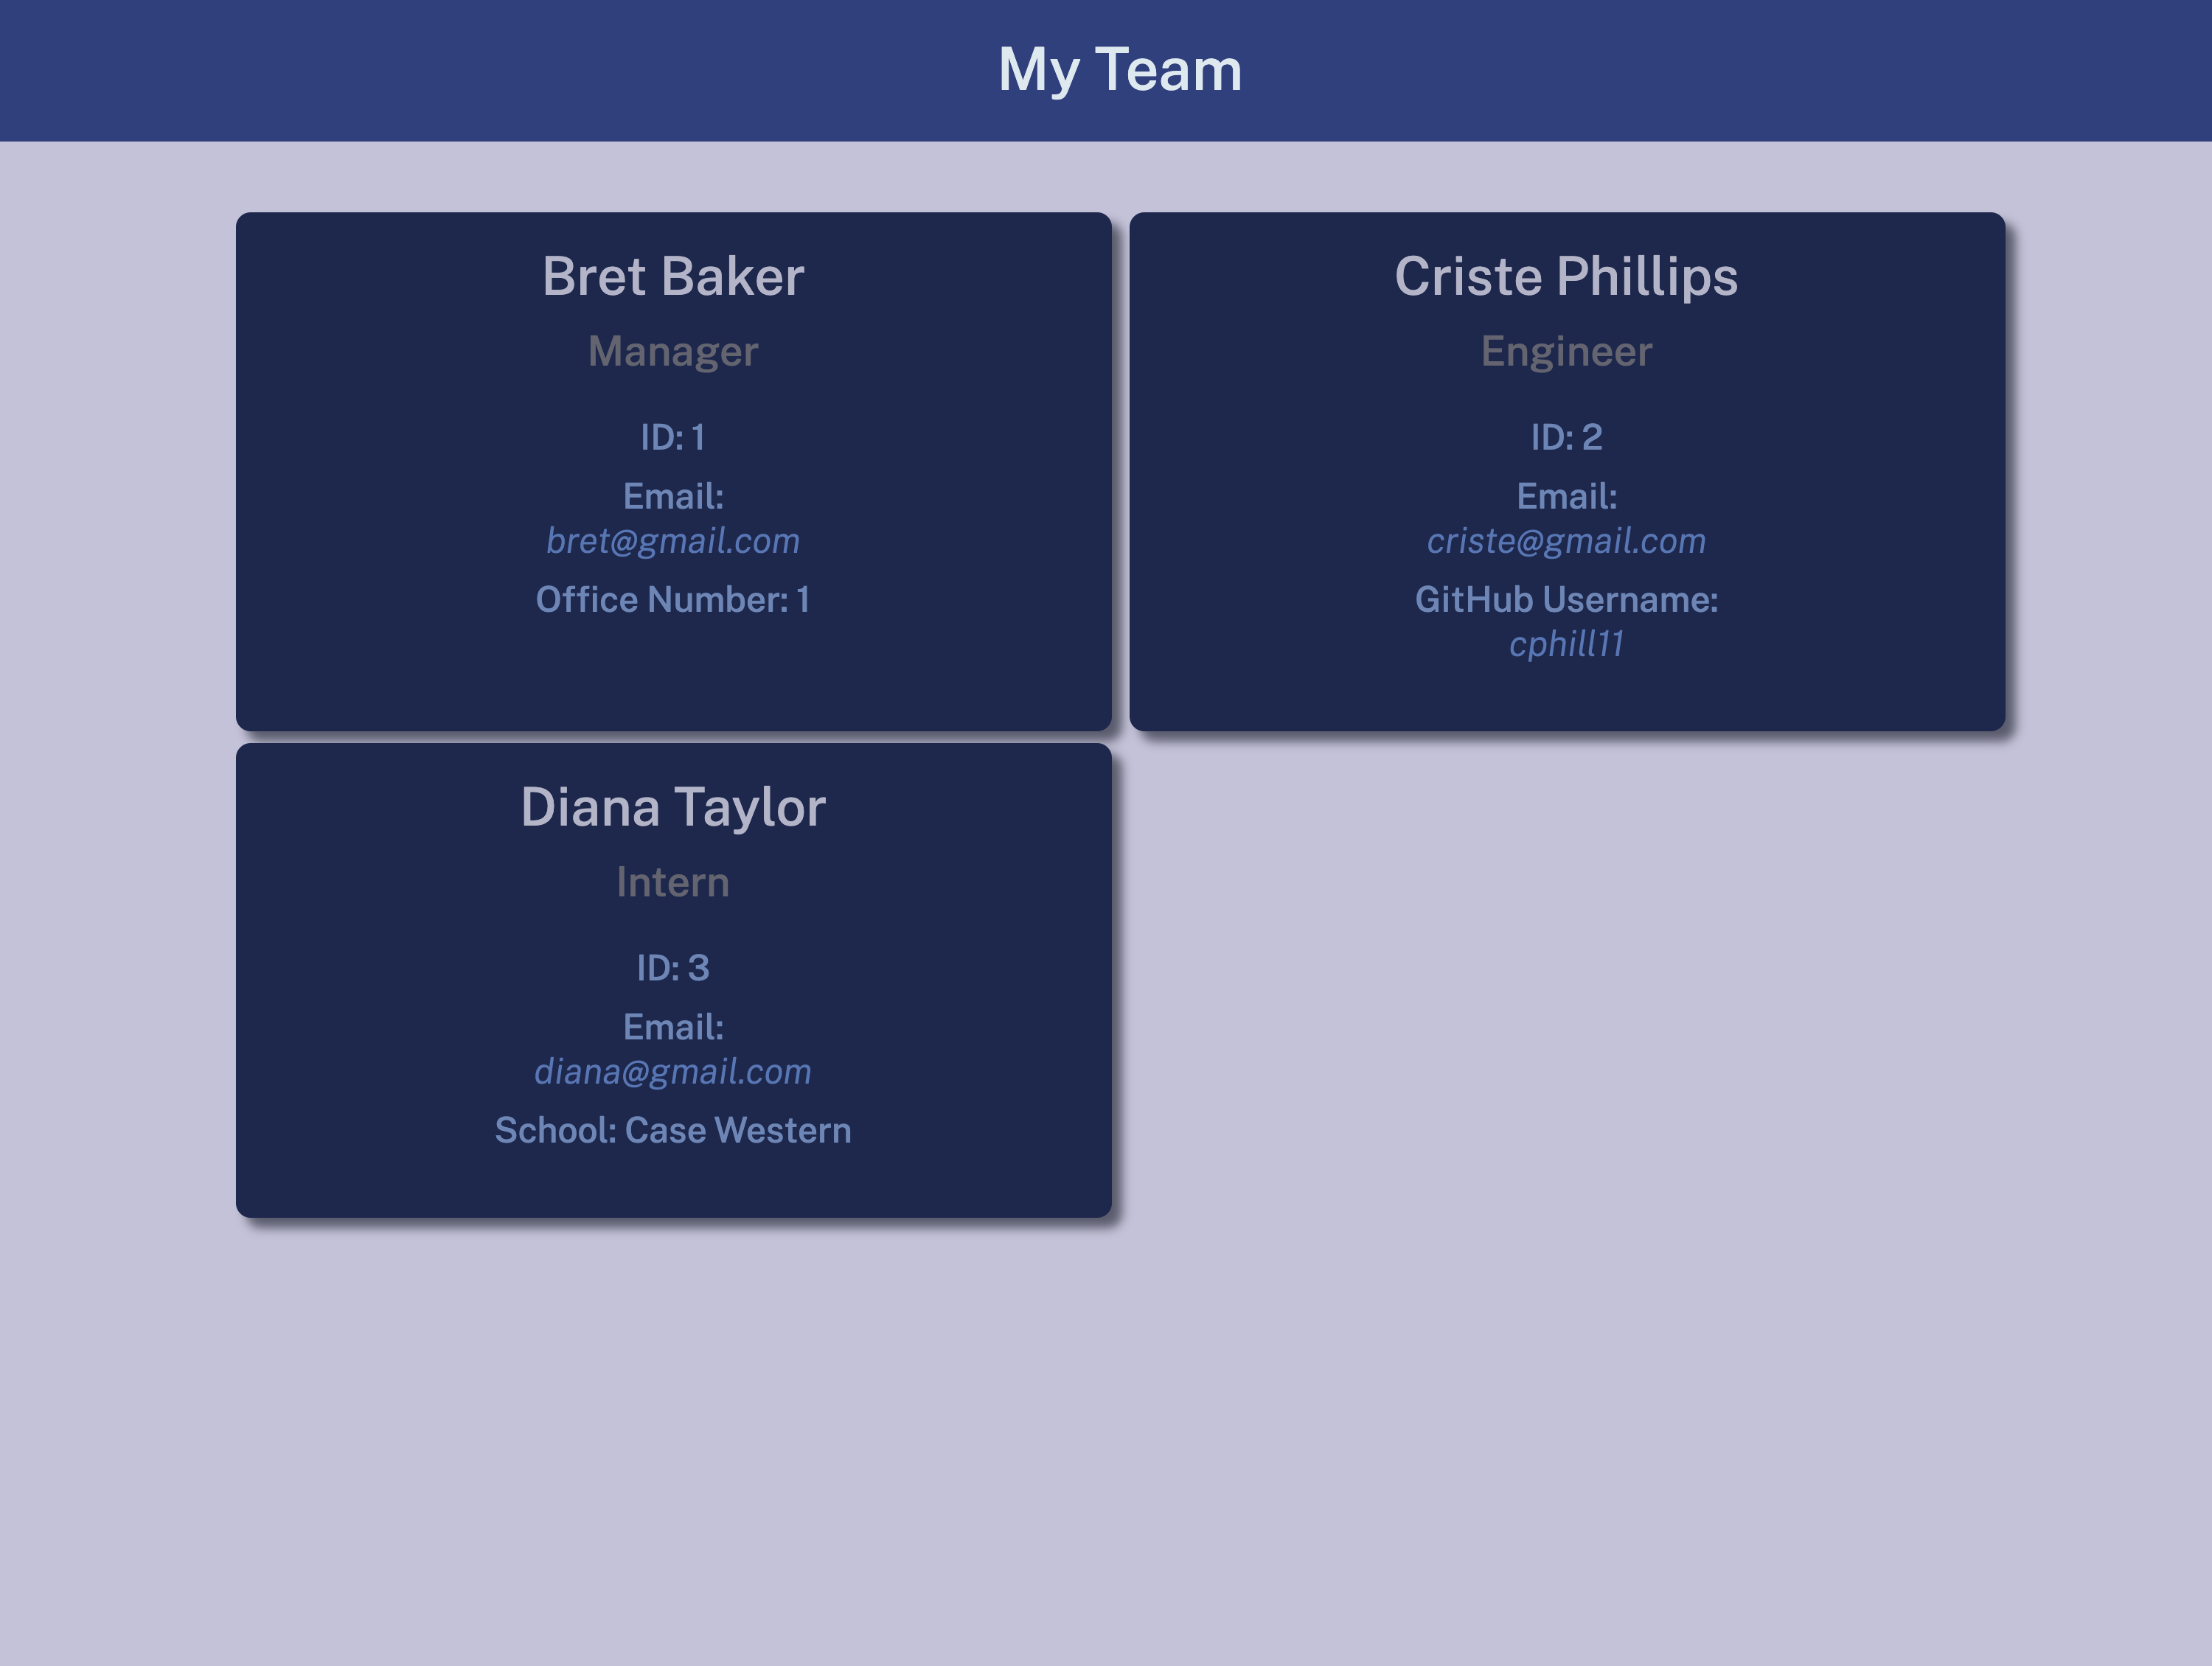 My Team
Bret Baker
Manager
ID: 1
Email:
bret@gmail.com
Office Number: 1
Criste Phillips
Engineer
ID: 2
Email:
criste@gmail.com
GitHub Username:
cphill11
Diana Taylor
Intern
ID: 3
Email:
diana@gmail.com
School: Case Western